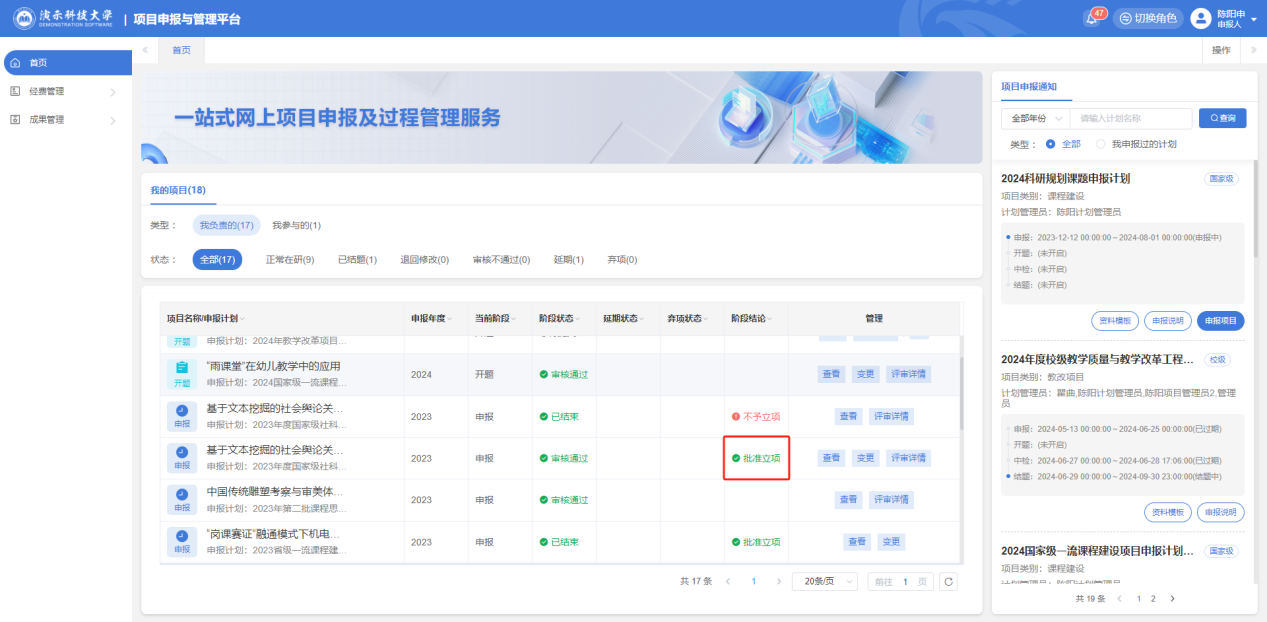 演示科技大学
DEMONSTRATION SOFTWARE
项目申报与管理平台
47
切换角色
陈阳申
申报人
首页
经费管理
成果管理
首页
操作
一站式网上项目申报及过程管理服务
我的项目(18)
类型：
我负责的(17)
我参与的(1)
状态：
全部(17)
正常在研(9)
已结题(1)
退回修改(0)
审核不通过(0)
延期(1)
弃项(0)
项目名称/申报计划
申报年度
当前阶段
阶段状态
延期状态
弃项状态
阶段结论
管理
开题
申报计划：2024年教学改革项目...
开题
“雨课堂”在幼儿教学中的应用
申报计划：2024国家级一流课程...
2024
开题
审核通过
查看
变更
评审详情
申报
基于文本挖掘的社会舆论关...
申报计划：2023年度国家级社科...
2023
申报
已结束
不予立项
查看
评审详情
申报
基于文本挖掘的社会舆论关...
申报计划：2023年度国家级社科...
2023
申报
审核通过
批准立项
查看
变更
评审详情
申报
中国传统雕塑考察与审美体...
申报计划：2023年第二批课程思...
2023
申报
审核通过
查看
评审详情
申报
“岗课赛证”融通模式下机电...
申报计划：2023省级一流课程建...
2023
申报
已结束
批准立项
查看
变更
共 17 条
1
20条/页
前往 1 页
项目申报通知
全部年份
请输入计划名称
查询
类型：
全部
我申报过的计划
2024科研规划课题申报计划
国家级
项目类别：课程建设
计划管理员：陈阳计划管理员
申报：2023-12-12 00:00:00 ~ 2024-08-01 00:00:00(申报中)
开题：(未开启)
中检：(未开启)
结题：(未开启)
资料模板
申报说明
申报项目
2024年度校级教学质量与教学改革工程...
校级
项目类别：教改项目
计划管理员：瞿曲,陈阳计划管理员,陈阳项目管理员2,管理
员
申报：2024-05-13 00:00:00 ~ 2024-06-25 00:00:00(已过期)
开题：(未开启)
中检：2024-06-27 00:00:00 ~ 2024-06-28 17:06:00(已过期)
结题：2024-06-29 00:00:00 ~ 2024-09-30 23:00:00(结题中)
资料模板
申报说明
2024国家级一流课程建设项目申报计划...
国家级
项目类别：课程建设
计划管理员：陈阳计划管理员
共 19 条
1
2